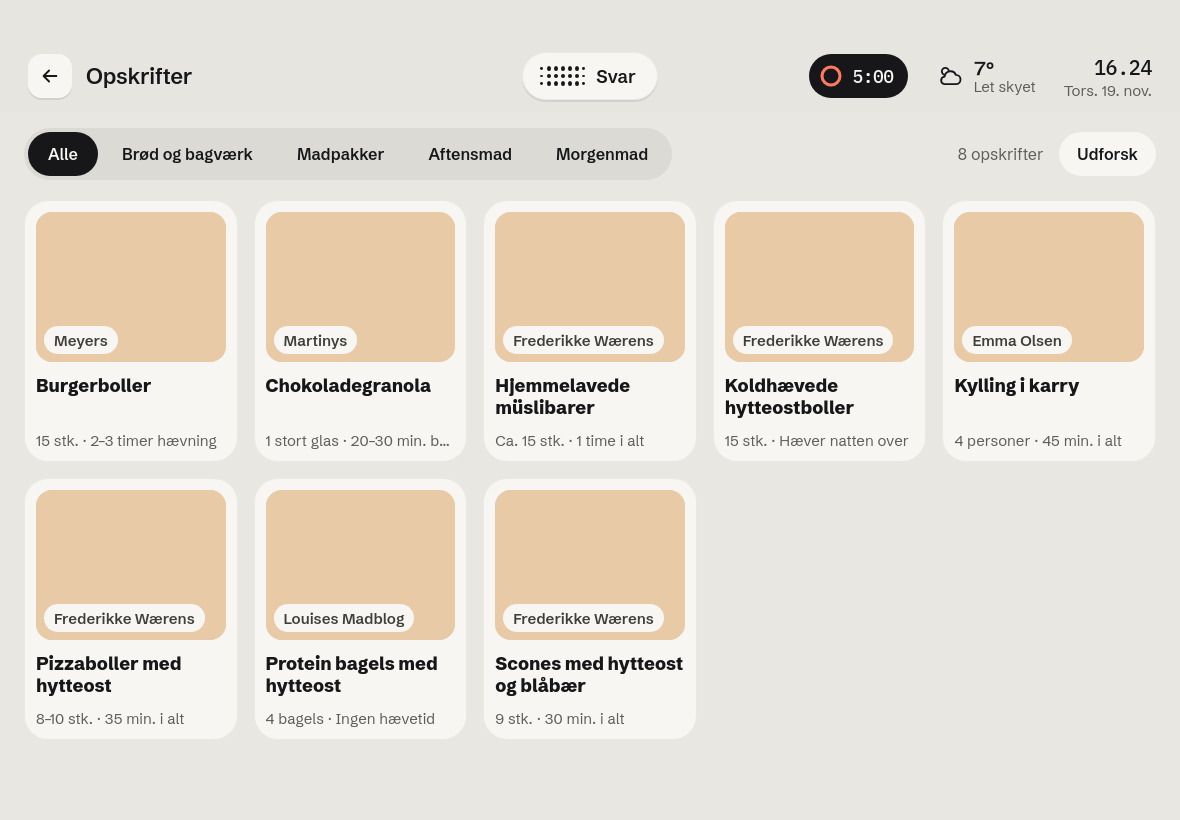 Opskrifter
Svar
5:00
7°
Let skyet
16.24
Tors. 19. nov.
Alle
Brød og bagværk
Madpakker
Aftensmad
Morgenmad
8 opskrifter
Udforsk
Meyers
Burgerboller
15 stk. · 2–3 timer hævning
Martinys
Chokoladegranola
1 stort glas · 20–30 min. b...
Frederikke Wærens
Hjemmelavede
müslibarer
Ca. 15 stk. · 1 time i alt
Frederikke Wærens
Koldhævede
hytteostboller
15 stk. · Hæver natten over
Emma Olsen
Kylling i karry
4 personer · 45 min. i alt
Frederikke Wærens
Pizzaboller med
hytteost
8–10 stk. · 35 min. i alt
Louises Madblog
Protein bagels med
hytteost
4 bagels · Ingen hævetid
Frederikke Wærens
Scones med hytteost
og blåbær
9 stk. · 30 min. i alt